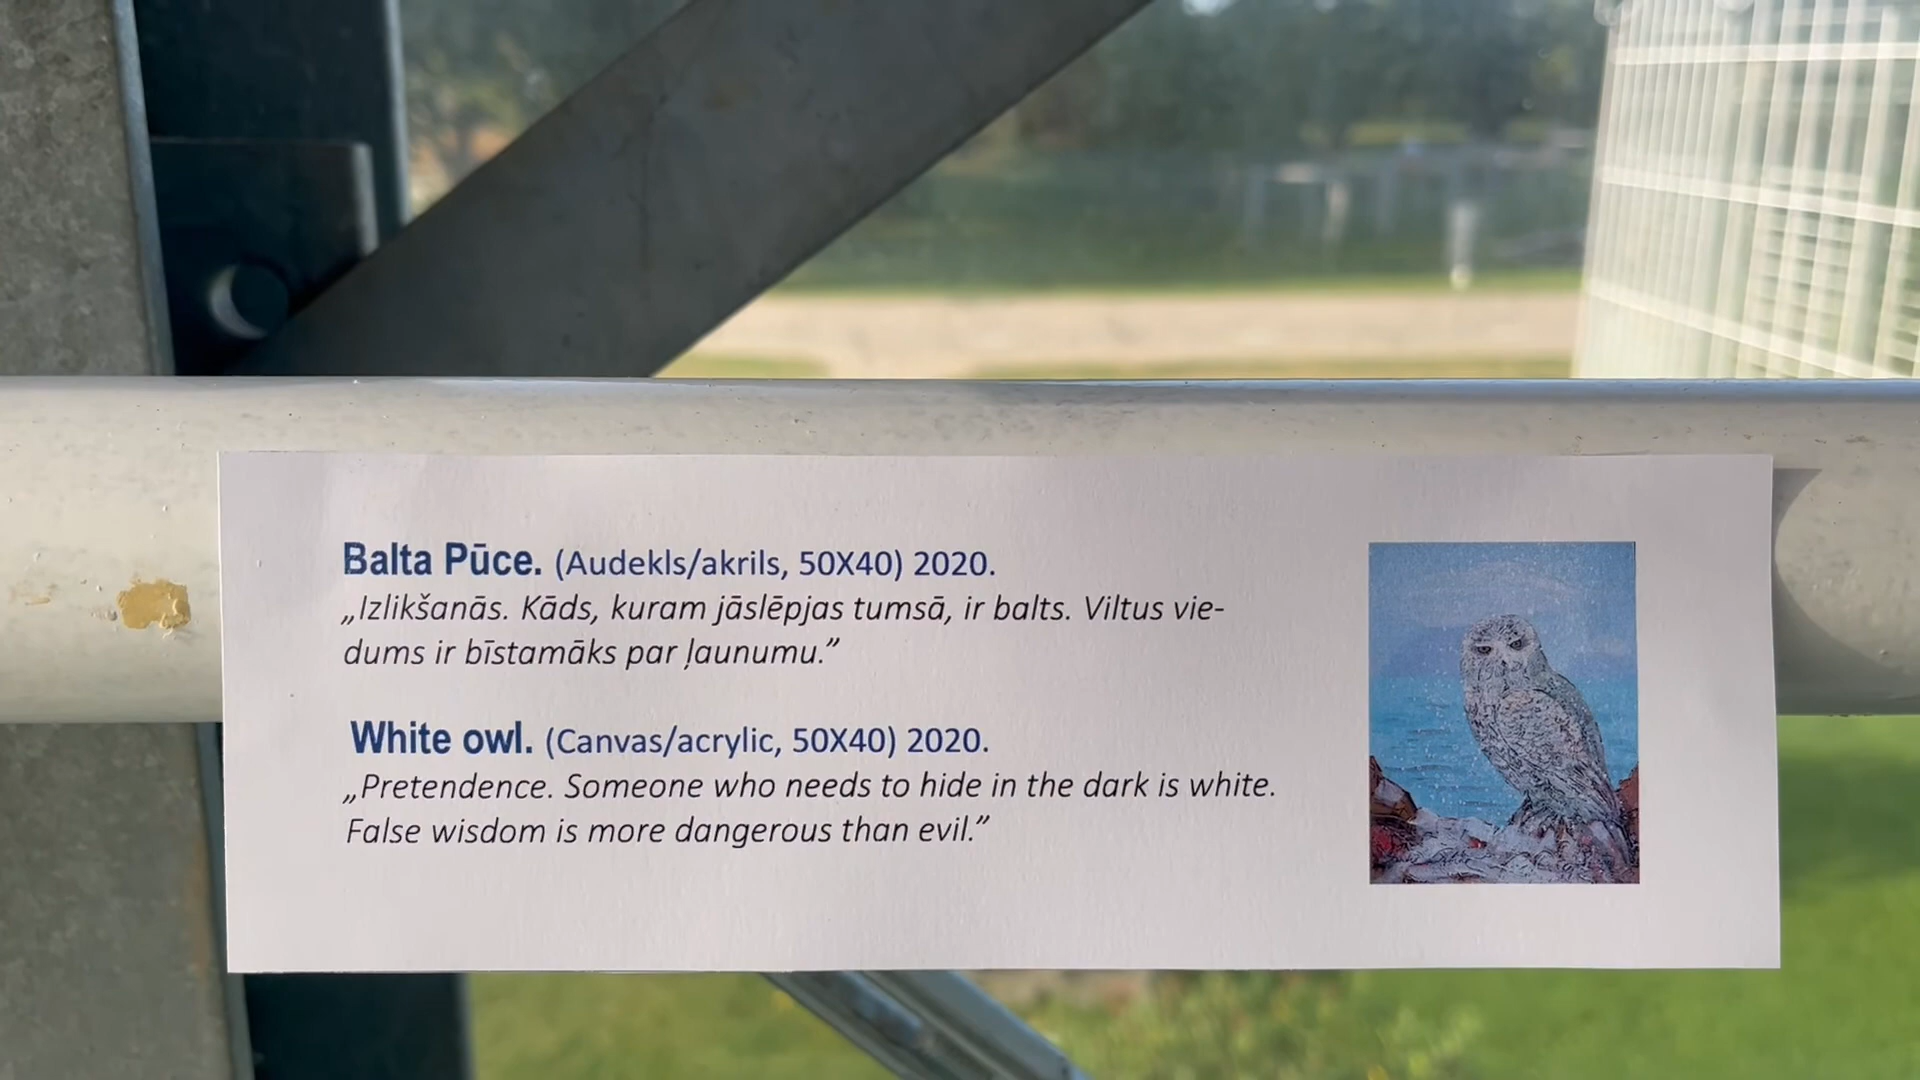 Balta Pūce. (Audekls/akrils, 50X40) 2020.
„Izlikšanās. Kāds, kuram jāslēpjas tumsā, ir balts. Viltus vie-
dums ir bīstamāks par ļaunumu.”
White owl. (Canvas/acrylic, 50X40) 2020.
„Pretendence. Someone who needs to hide in the dark is white.
False wisdom is more dangerous than evil.”